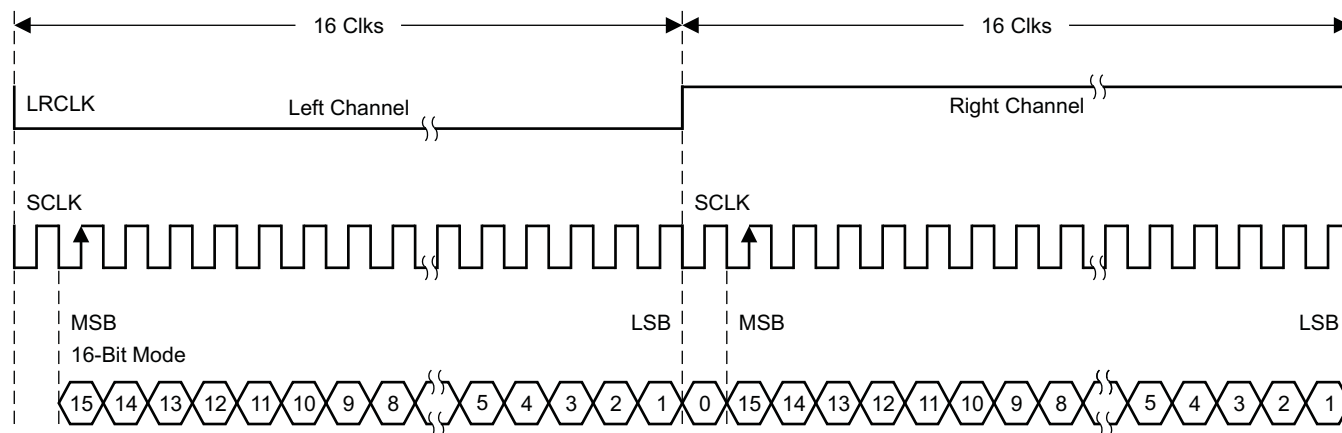 16 Clks 16 Clks
LRCLK Left Channel Right Channel
SCLK SCLK
MSB LSB MSB LSB
16-Bit Mode
15 14 13 12 11 10 9 8 5 4 3 2 1 0 15 14 13 12 11 10 9 8 5 4 3 2 1